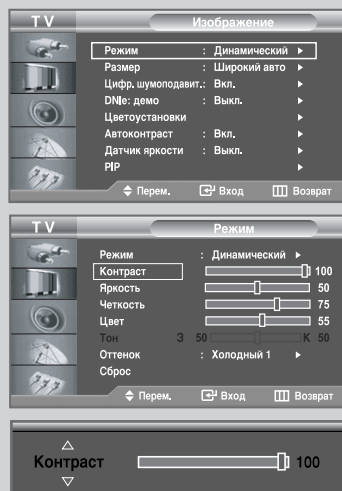 TV Изображение
Режим : Динамический
Размер : Широкий авто
Цифр. шумоподавит.: Вкл.
DNIe: демо : Выкл.
Цветоустановки
Автоконтраст : Вкл.
Датчик яркости : Выкл.
PIP
Перем. Вход Возврат
TV Режим
Режим : Динамический
Контраст 100
Яркость 50
Четкость 75
Цвет 55
Тон З 50 К 50
Оттенок : Холодный 1
Сброс
Перем. Вход Возврат
Контраст 100